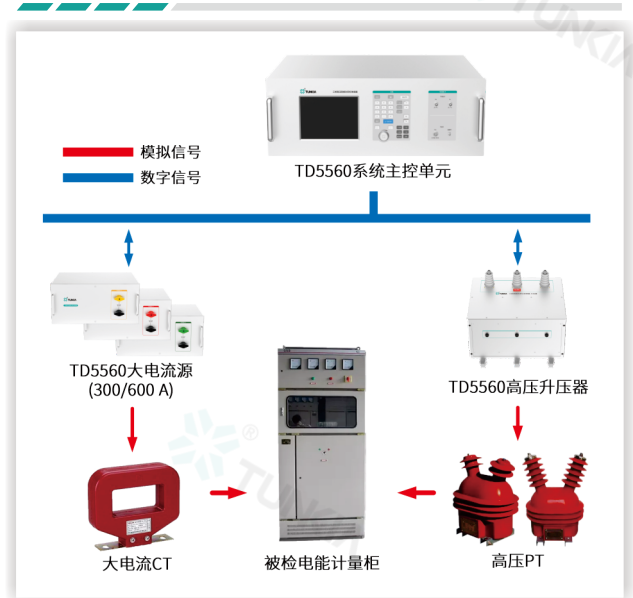 TUNKIA
TUNKIA
模拟信号
数字信号
TD5560系统主控单元
TD5560大电流源
(300/600 A)
TD5560高压升压器
大电流CT
被检电能计量柜
高压PT
®
TUNKIA